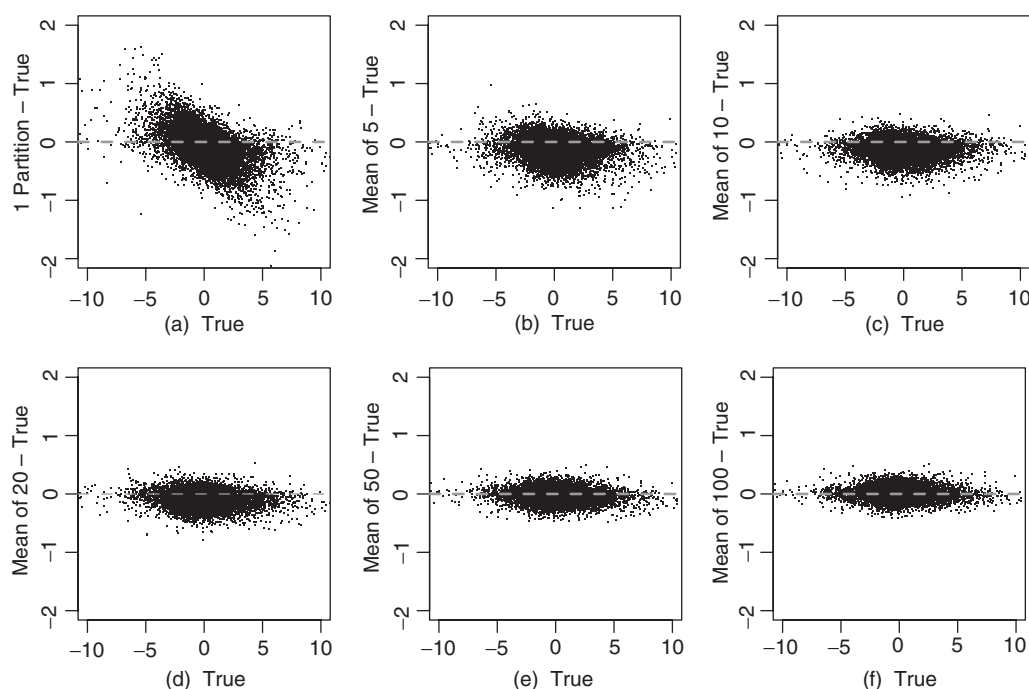 1 Partition – True
2
1
0
−1
−2
−10 −5 0 5 10
(a) True
Mean of 5 – True
2
1
0
−1
−2
−10 −5 0 5 10
(b) True
Mean of 10 – True
2
1
0
−1
−2
−10 −5 0 5 10
(c) True
Mean of 20 – True
2
1
0
−1
−2
−10 −5 0 5 10
(d) True
Mean of 50 – True
2
1
0
−1
−2
−10 −5 0 5 10
(e) True
Mean of 100 – True
2
1
0
−1
−2
−10 −5 0 5 10
(f) True